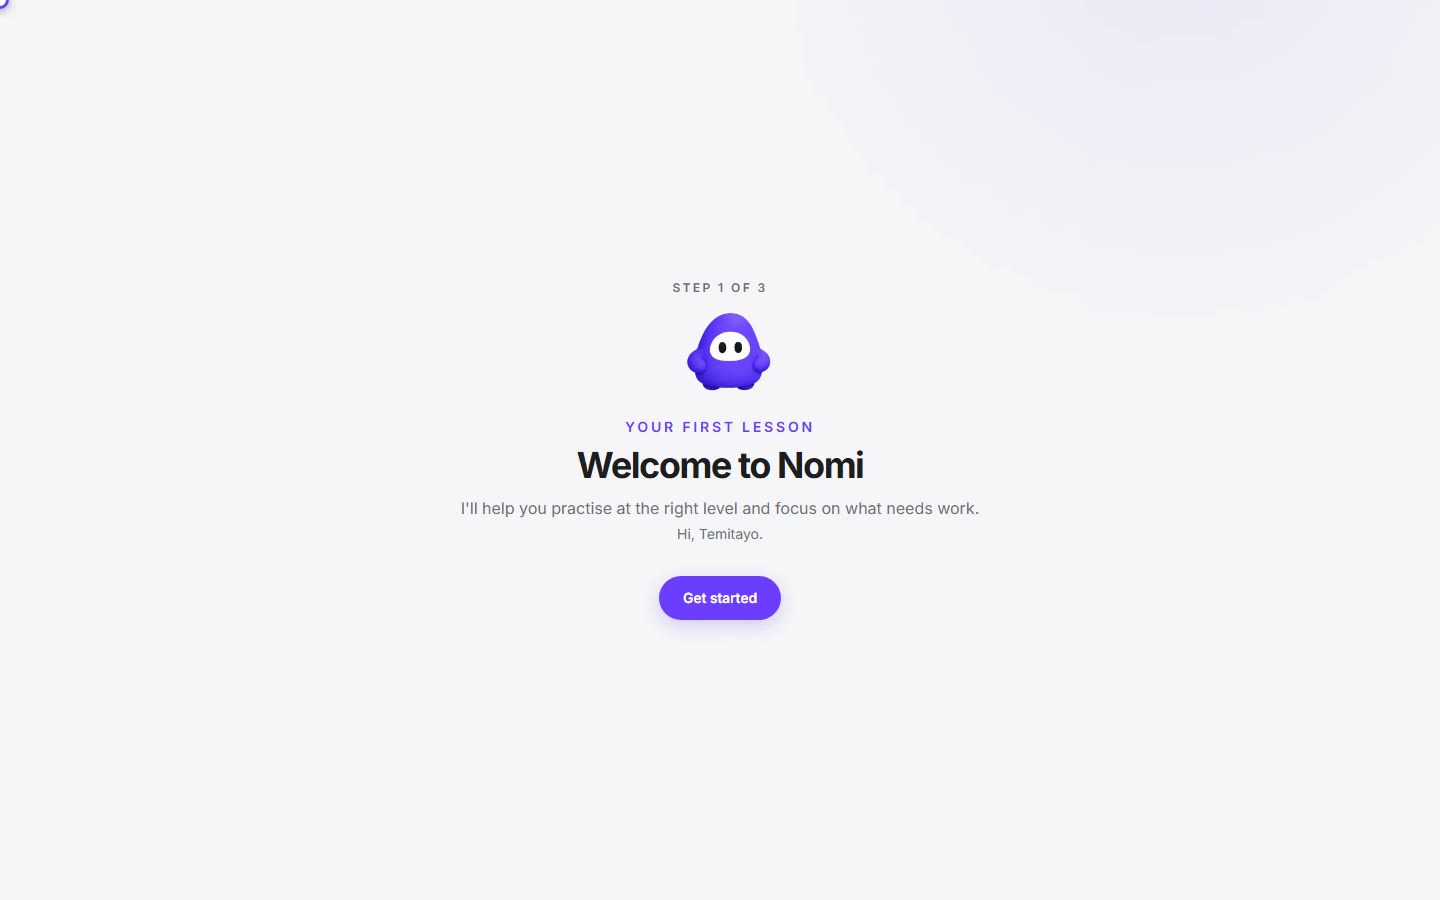 STEP 1 OF 3
YOUR FIRST LESSON
Welcome to Nomi
I'll help you practise at the right level and focus on what needs work.
Hi, Temitayo.
Get started